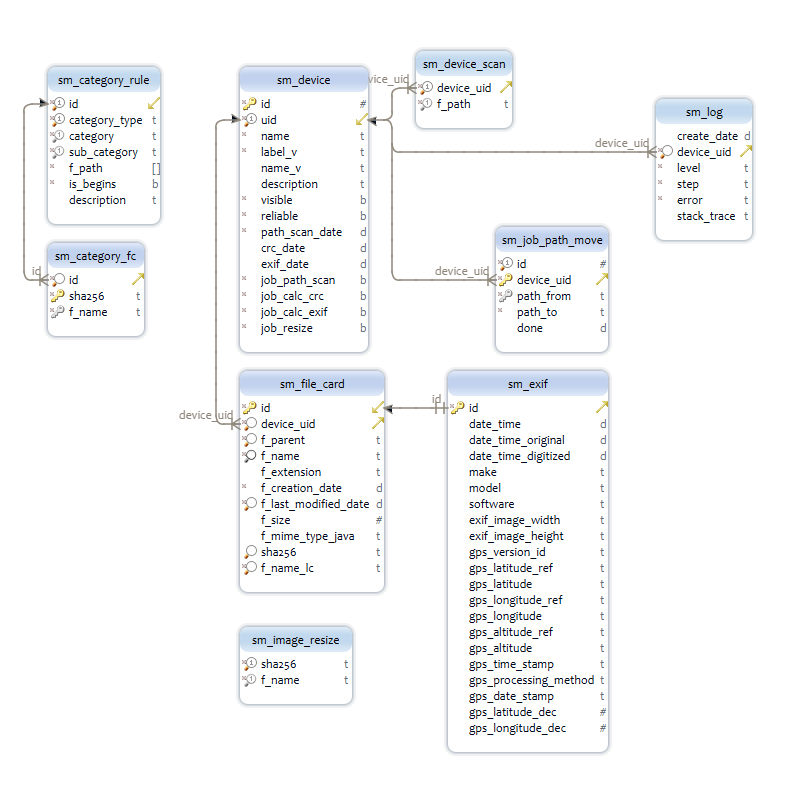 sm_category_rule
id
category_type t
category t
sub_category t
f_path []
is_begins b
description t
sm_category_fc
id
id
sha256 t
f_name t
sm_device
id #
uid
name t
label_v t
name_v t
description t
visible b
reliable b
path_scan_date d
crc_date d
exif_date d
job_path_scan b
job_calc_crc b
job_calc_exif b
job_resize b
vice_uid
sm_device_scan
device_uid
f_path t
device_uid
sm_log
create_date d
device_uid
level t
step t
error t
stack_trace t
device_uid
sm_job_path_move
id #
device_uid
path_from t
path_to t
done d
device_uid
sm_file_card
id
device_uid
f_parent t
f_name t
f_extension t
f_creation_date d
f_last_modified_date d
f_size #
f_mime_type_java t
sha256 t
f_name_lc t
id
sm_exif
id
date_time d
date_time_original d
date_time_digitized d
make t
model t
software t
exif_image_width t
exif_image_height t
gps_version_id t
gps_latitude_ref t
gps_latitude t
gps_longitude_ref t
gps_longitude t
gps_altitude_ref t
gps_altitude t
gps_time_stamp t
gps_processing_method t
gps_date_stamp t
gps_latitude_dec #
gps_longitude_dec #
sm_image_resize
sha256 t
f_name t